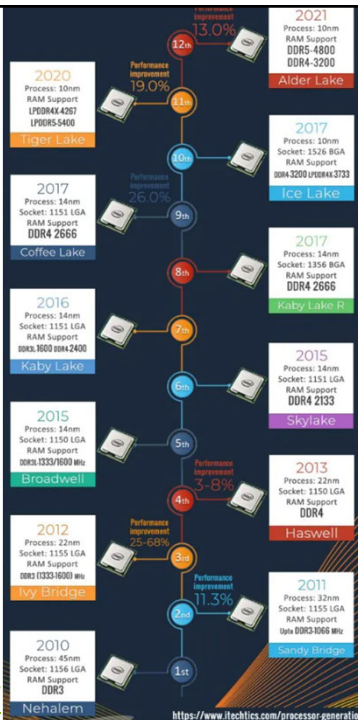 2021
Process: 10nm
RAM Support
DDR5-4800
DDR4-3200
Alder Lake
Performance
improvement
13.0%
12th
2020
Process: 10nm
RAM Support
LPDDR4X-4267
LPDDR5-5400
Tiger Lake
Performance
improvement
19.0%
11th
2017
Process: 10nm
Socket: 1526 BGA
RAM Support
DDR4-3200 LPDDR4X-3733
Ice Lake
10th
2017
Process: 14nm
Socket: 1151 LGA
RAM Support
DDR4 2666
Coffee Lake
Performance
improvement
26.0%
9th
2017
Process: 14nm
Socket: 1356 BGA
RAM Support
DDR4 2666
Kaby Lake R
8th
2016
Process: 14nm
Socket: 1151 LGA
RAM Support
DDR3L-1600 DDR4-2400
Kaby Lake
7th
2015
Process: 14nm
Socket: 1151 LGA
RAM Support
DDR4 2133
Skylake
6th
2015
Process: 14nm
Socket: 1150 LGA
RAM Support
DDR3L-1333/1600 MHz
Broadwell
5th
2013
Process: 22nm
Socket: 1150 LGA
RAM Support
DDR4
Haswell
Performance
improvement
3-8%
4th
2012
Process: 22nm
Socket: 1155 LGA
RAM Support
DDR3 (1333-1600) MHz
Ivy Bridge
Performance
improvement
25-68%
3rd
2011
Process: 32nm
Socket: 1155 LGA
RAM Support
Upto DDR3-1066 MHz
Sandy Bridge
Performance
improvement
11.3%
2nd
2010
Process: 45nm
Socket: 1156 LGA
RAM Support
DDR3
Nehalem
1st
https://www.itechtics.com/processor-generatio